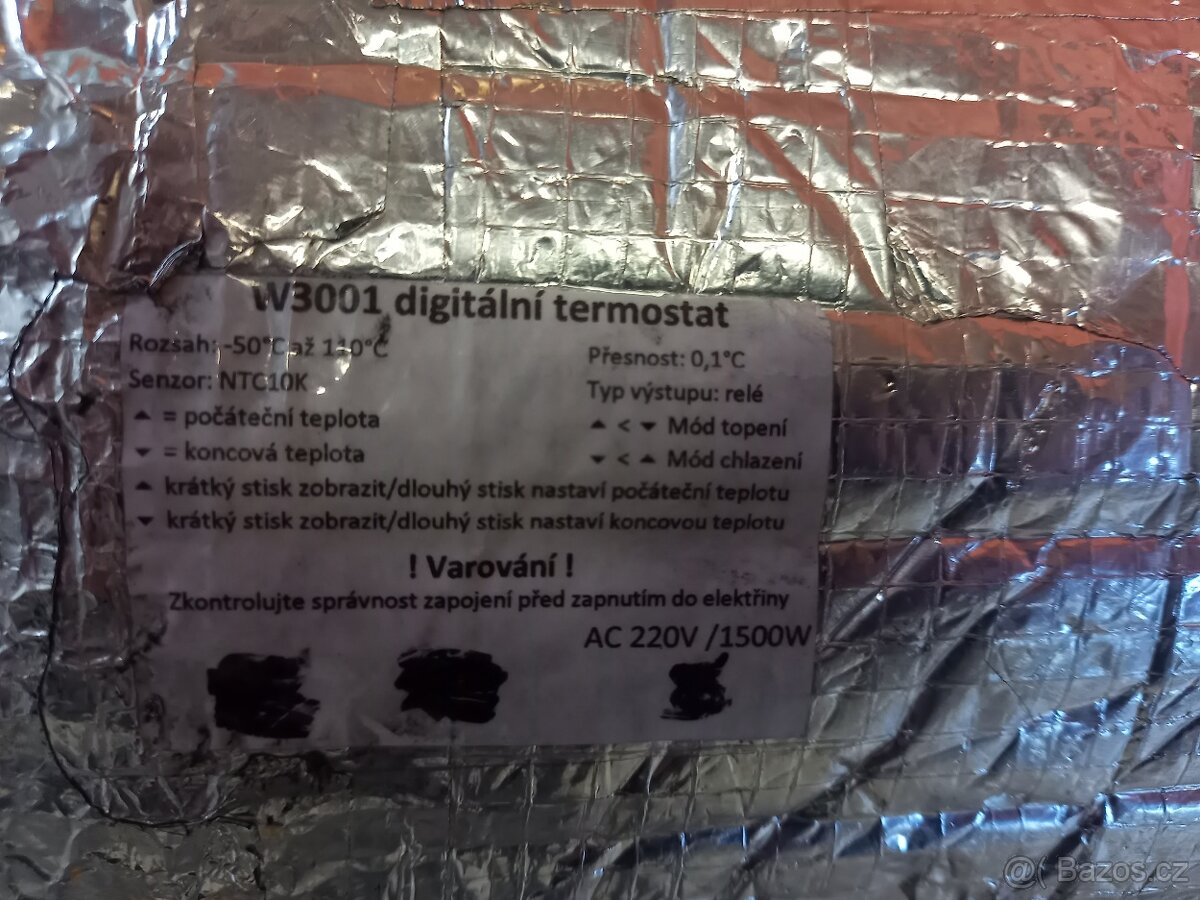 W3001 digitální termostat
Rozsah: -50°C až 110°C
Přesnost: 0,1°C
Senzor: NTC10K
Typ výstupu: relé
▲ = počáteční teplota
▲ < ▼ Mód topení
▼ = koncová teplota
▼ < ▲ Mód chlazení
▲ krátký stisk zobrazit/dlouhý stisk nastaví počáteční teplotu
▼ krátký stisk zobrazit/dlouhý stisk nastaví koncovou teplotu
! Varování !
Zkontrolujte správnost zapojení před zapnutím do elektřiny
AC 220V /1500W
Bazos.cz